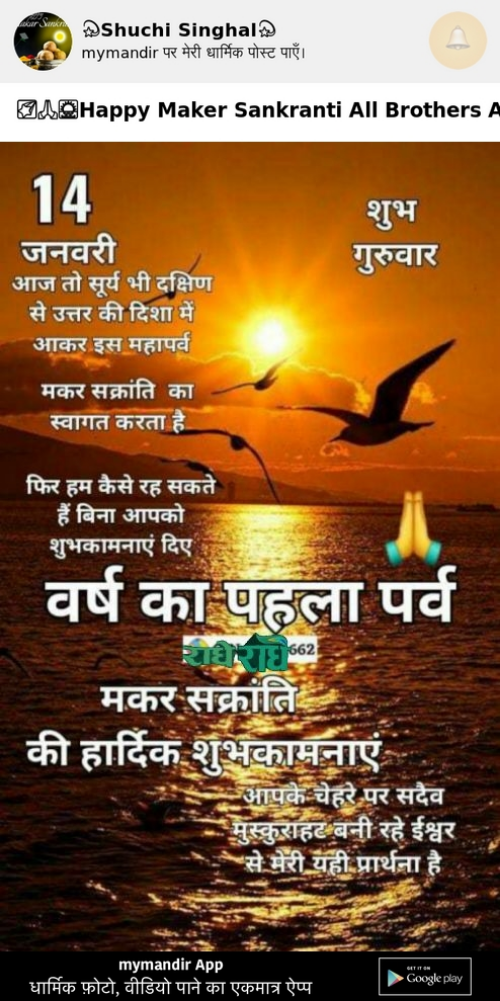 Shuchi Singhal
mymandir पर मेरी धार्मिक पोस्ट पाएँ।
Happy Maker Sankranti All Brothers A
14
जनवरी
शुभ
गुरुवार
आज तो सूर्य भी दक्षिण
से उत्तर की दिशा में
आकर इस महापर्व
मकर सक्रांति का
स्वागत करता है
फिर हम कैसे रह सकते
हैं बिना आपको
शुभकामनाएं दिए
वर्ष का पहला पर्व
राधे राधे 662
मकर सक्रांति
की हार्दिक शुभकामनाएं
आपके चेहरे पर सदैव
मुस्कुराहट बनी रहे ईश्वर
से मेरी यही प्रार्थना है
mymandir App
धार्मिक फ़ोटो, वीडियो पाने का एकमात्र ऐप्प
GET IT ON
Google play